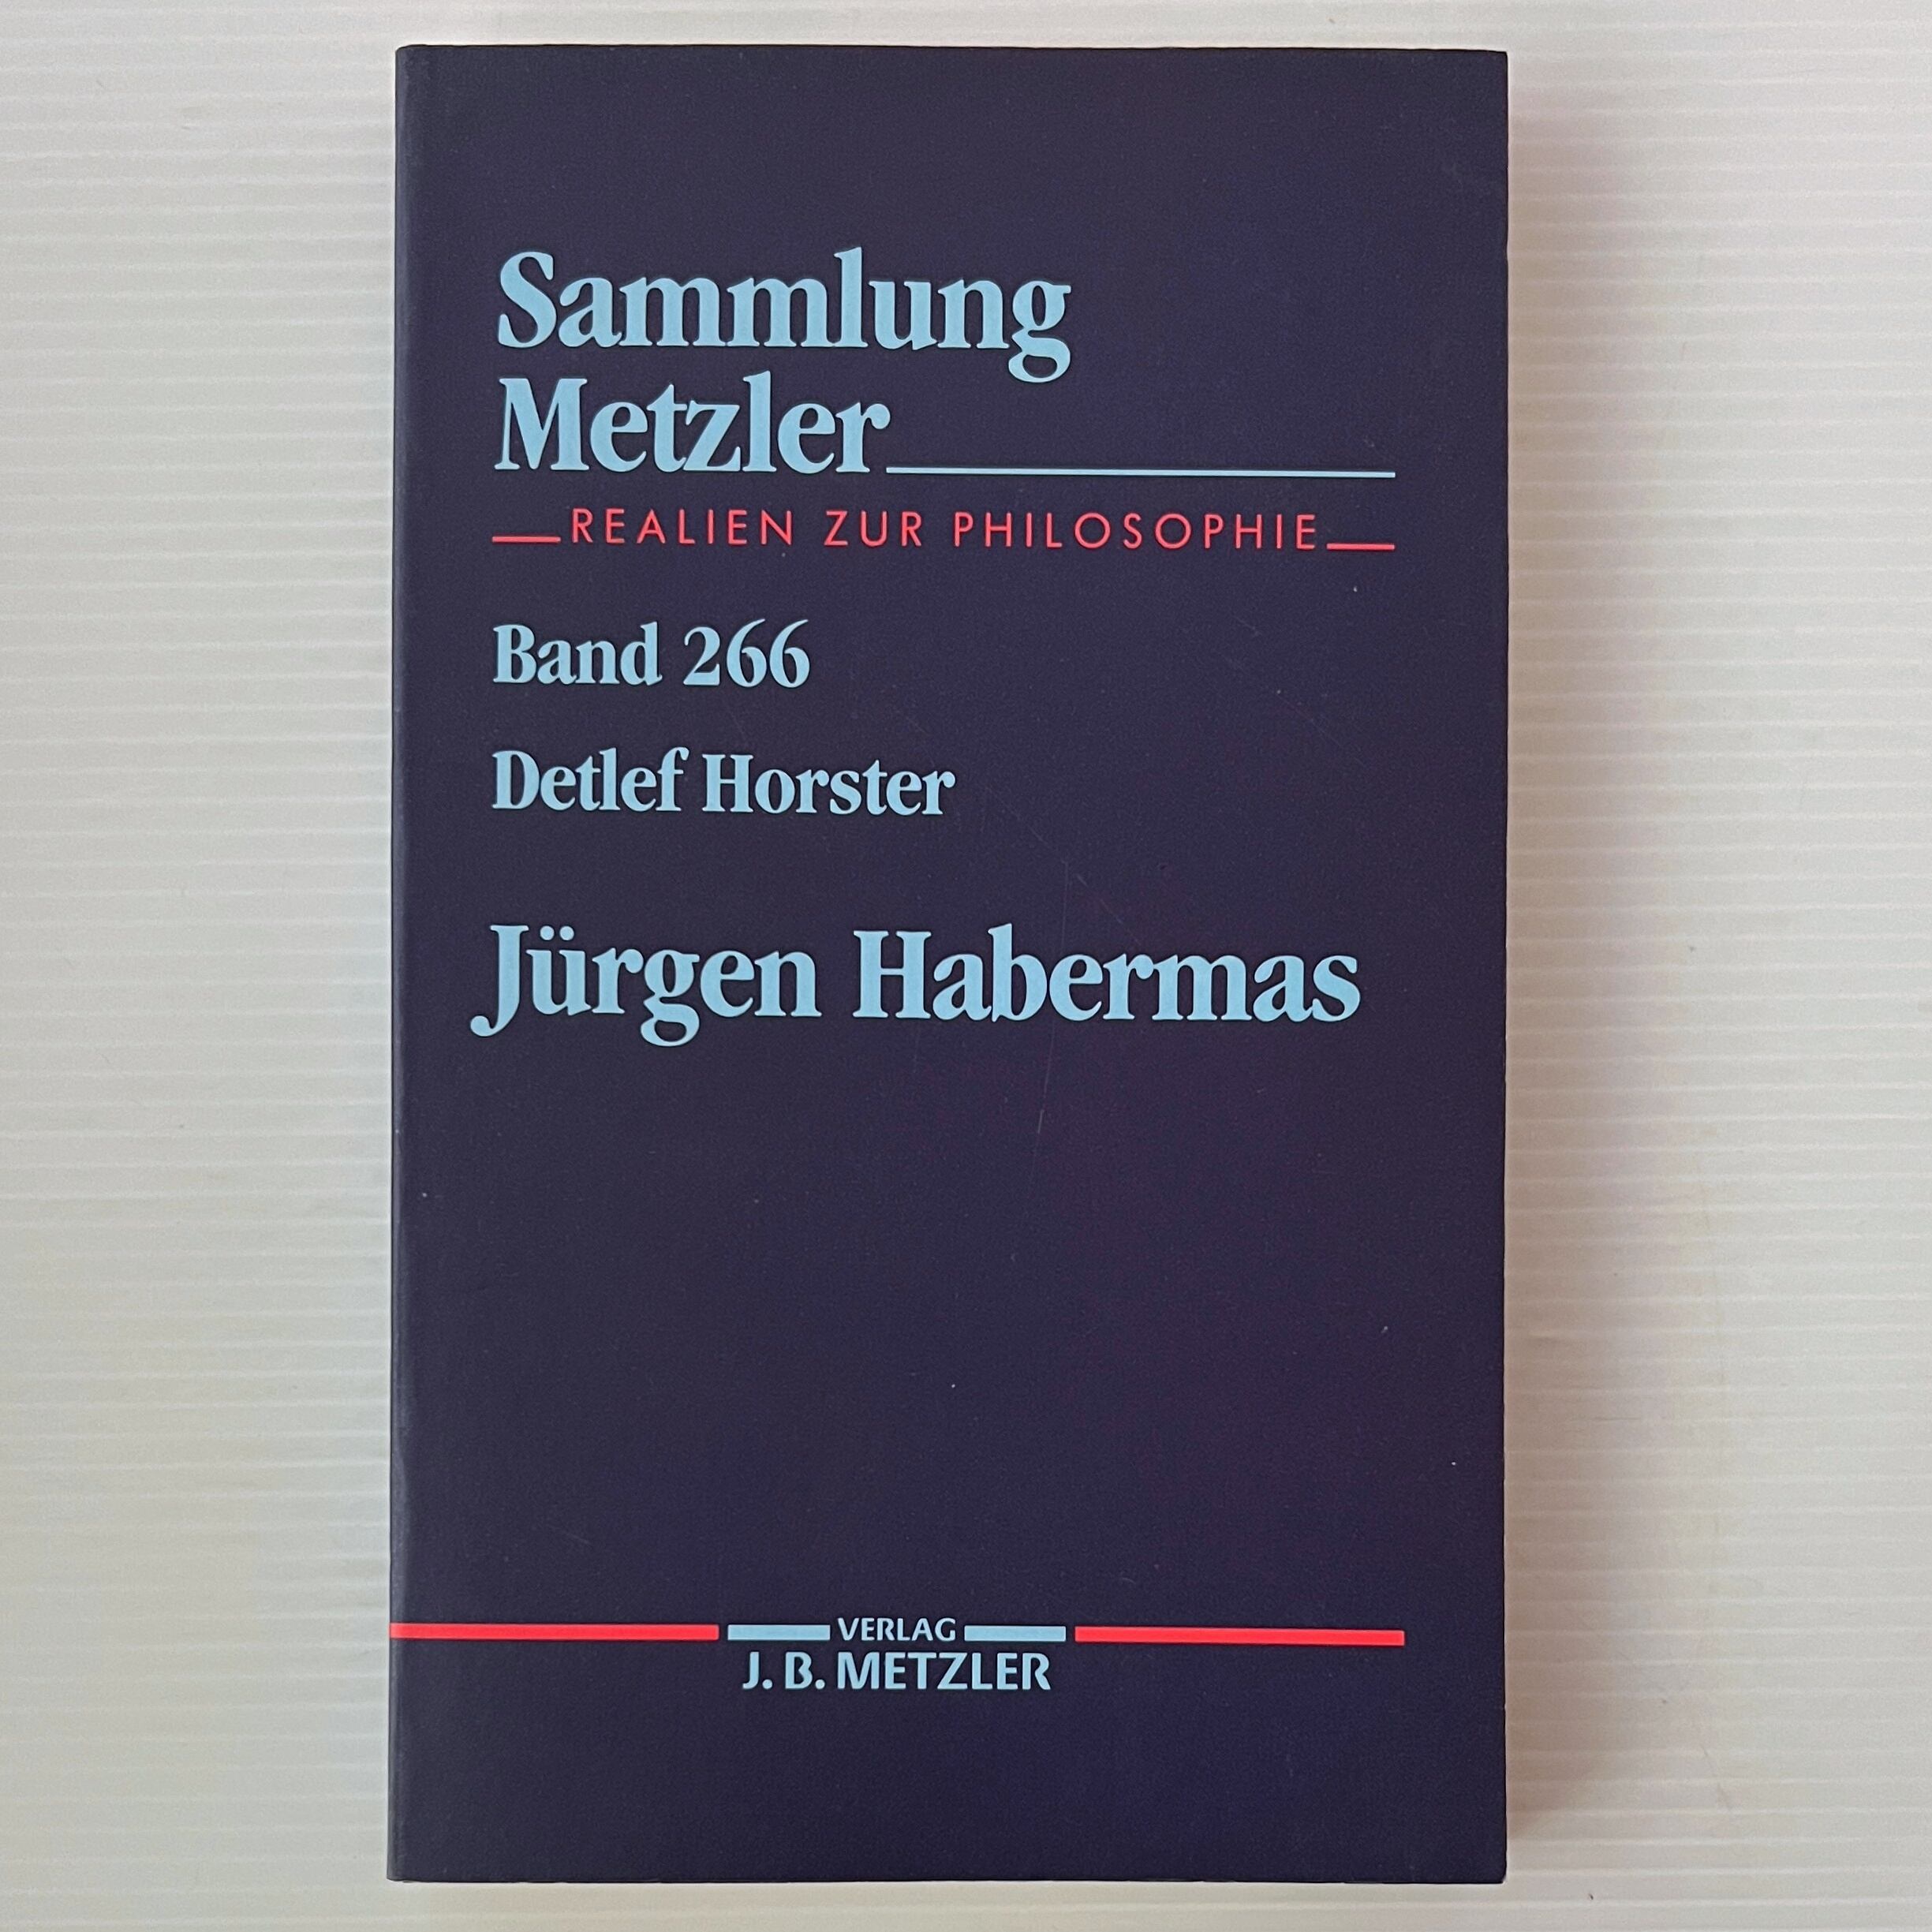 Sammlung
Metzler
REALIEN ZUR PHILOSOPHIE
Band 266
Detlef Horster
Jürgen Habermas
VERLAG
J. B. METZLER